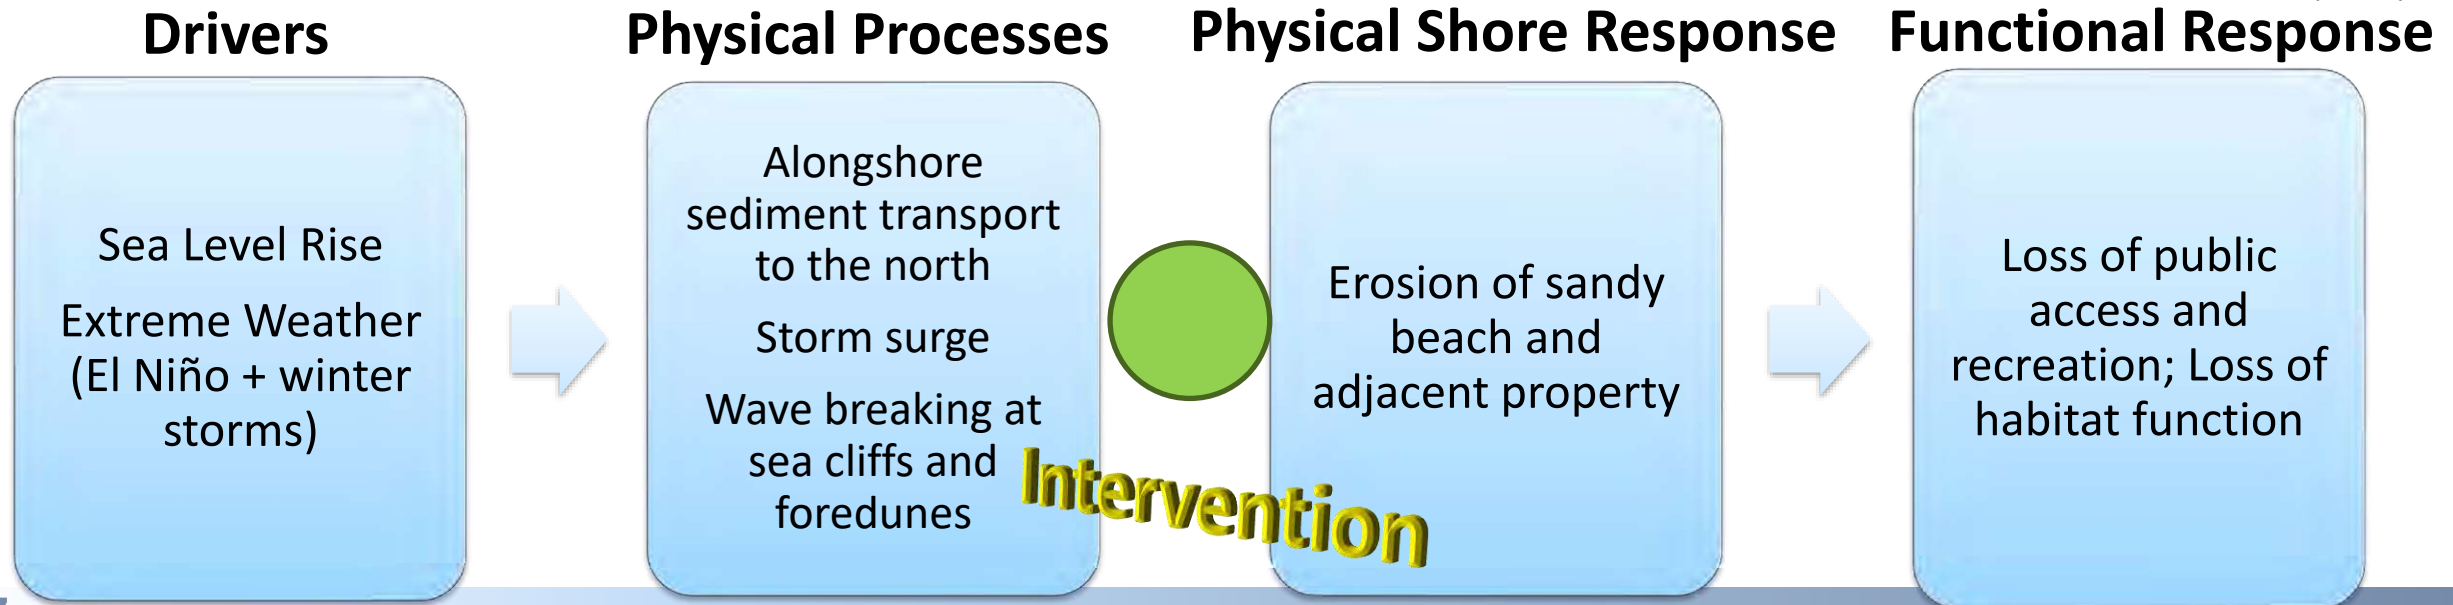 Drivers
Physical Processes
Physical Shore Response
Functional Response
Sea Level Rise
Extreme Weather
(El Niño + winter
storms)
Alongshore
sediment transport
to the north
Storm surge
Wave breaking at
sea cliffs and
foredunes
Intervention
Erosion of sandy
beach and
adjacent property
Loss of public
access and
recreation; Loss of
habitat function